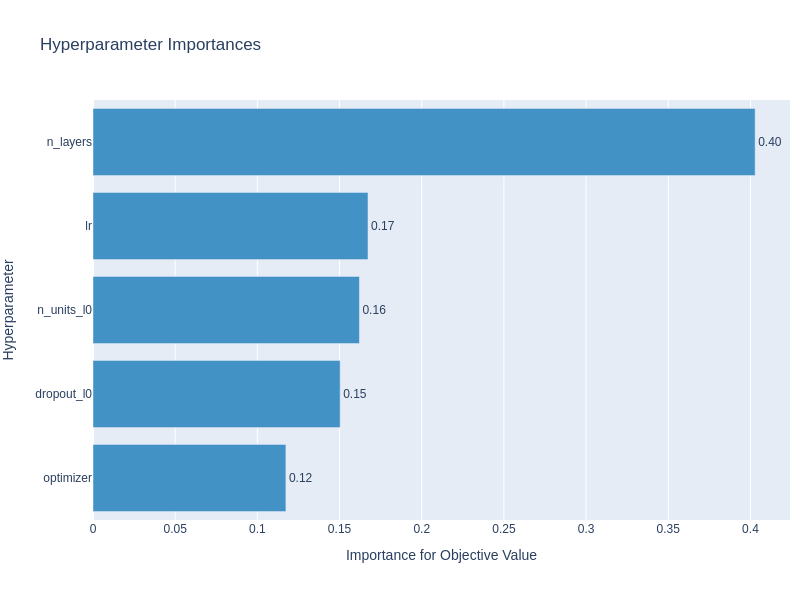 Hyperparameter Importances
Hyperparameter
n_layers 0.40
lr 0.17
n_units_l0 0.16
dropout_l0 0.15
optimizer 0.12
0 0.05 0.1 0.15 0.2 0.25 0.3 0.35 0.4
Importance for Objective Value